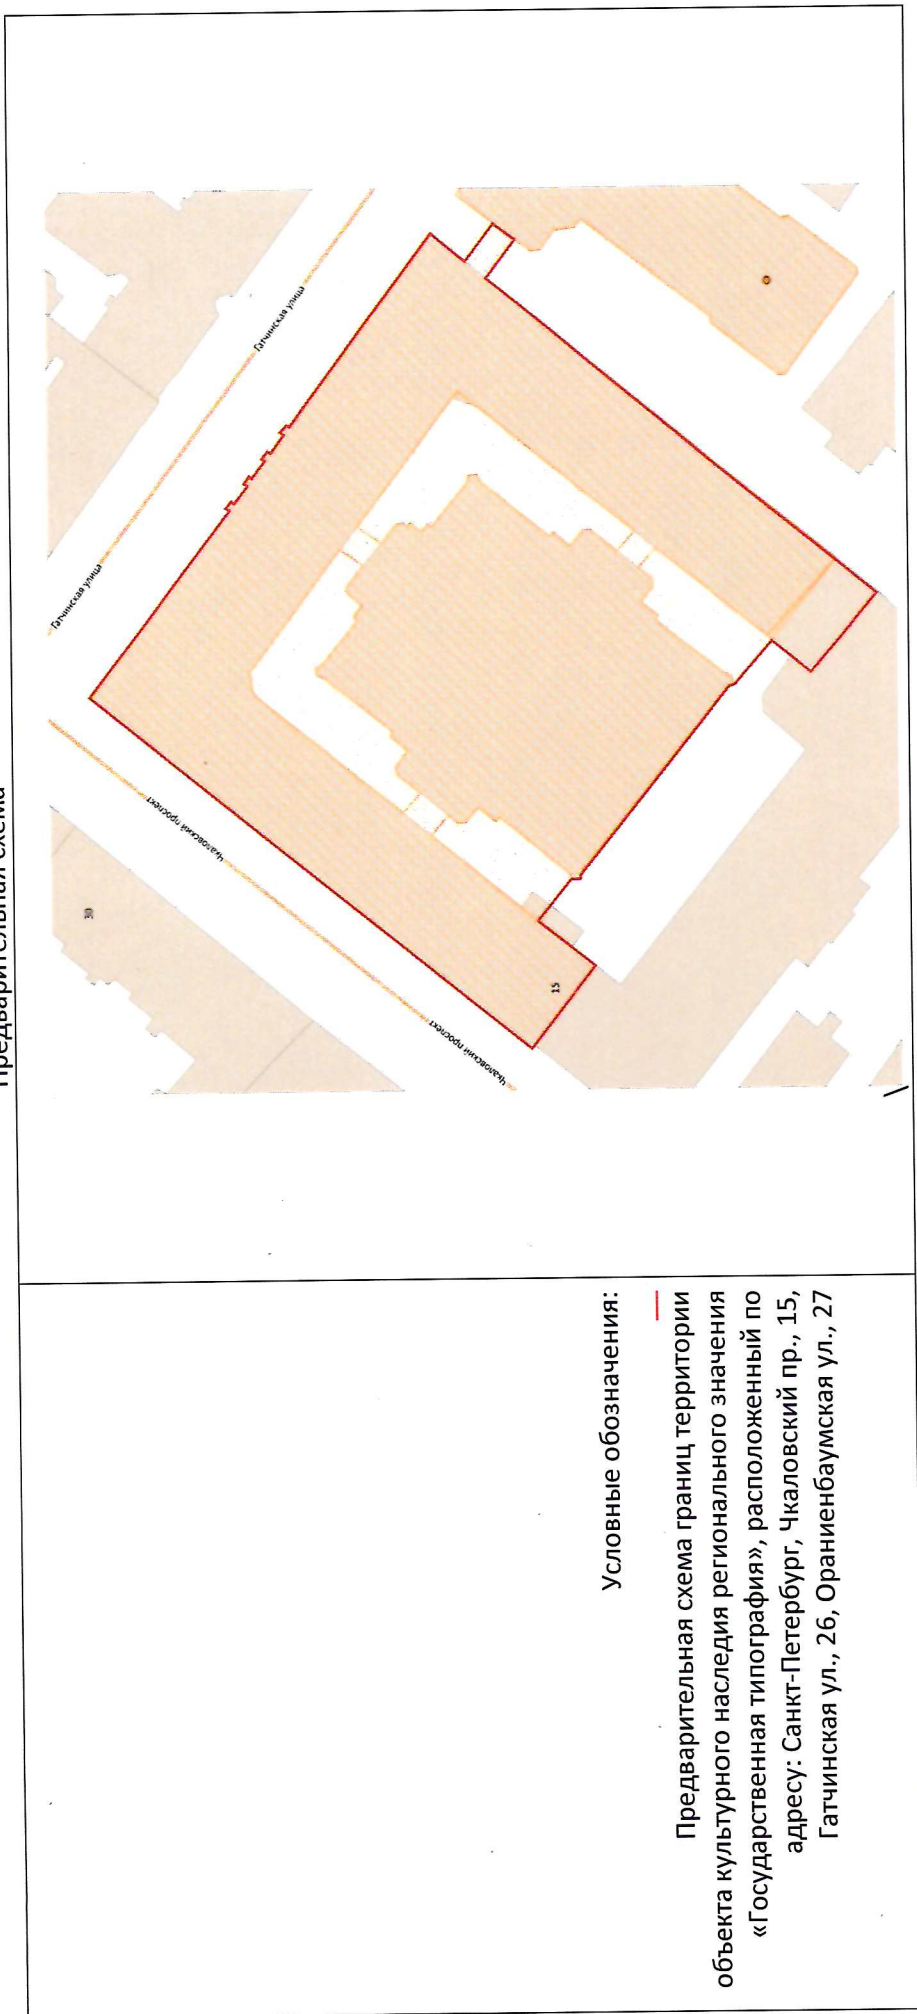 Предварительная схема
Гатчинская улица
Гатчинская улица
Чкаловский проспект
Чкаловский проспект
30
15
Условные обозначения:
Предварительная схема границ территории
объекта культурного наследия регионального значения
«Государственная типография», расположенный по
адресу: Санкт-Петербург, Чкаловский пр., 15,
Гатчинская ул., 26, Ораниенбаумская ул., 27